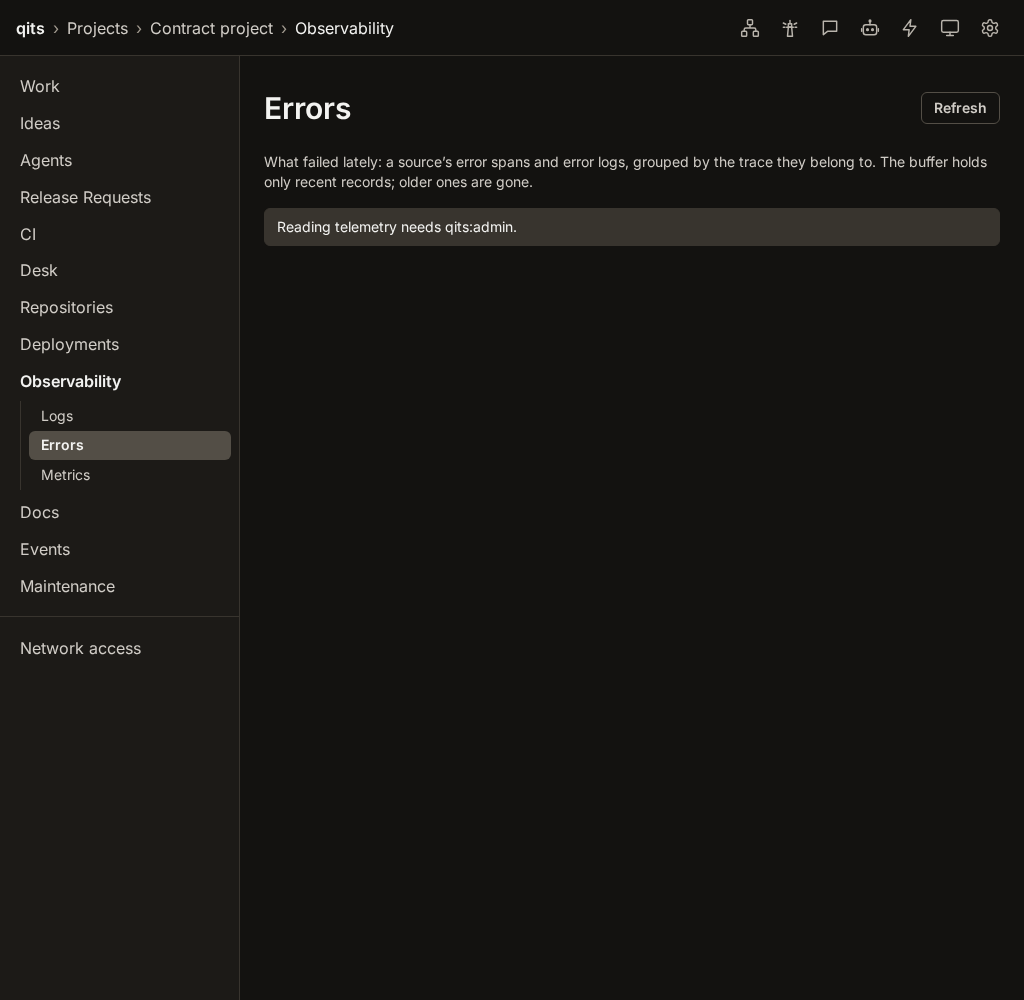 qits › Projects › Contract project › Observability
Work
Ideas
Agents
Release Requests
CI
Desk
Repositories
Deployments
Observability
Logs
Errors
Metrics
Docs
Events
Maintenance
Network access
Errors
Refresh
What failed lately: a source’s error spans and error logs, grouped by the trace they belong to. The buffer holds
only recent records; older ones are gone.
Reading telemetry needs qits:admin.